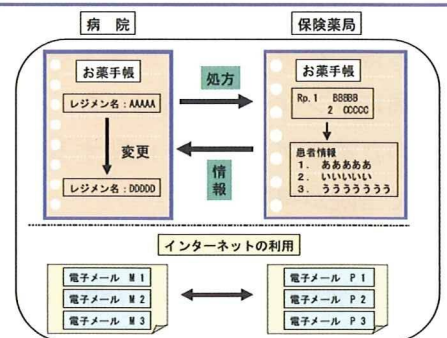 病 院
保険薬局
お薬手帳
レジメン名：AAAAA
変更
レジメン名：DDDDD
処方
情報
お薬手帳
Rp. 1 BBBBB
2 CCCCC
患者情報
1. あああああ
2. いいいいい
3. うううううううう
インターネットの利用
電子メール M 1
電子メール M 2
電子メール M 3
電子メール P 1
電子メール P 2
電子メール P 3